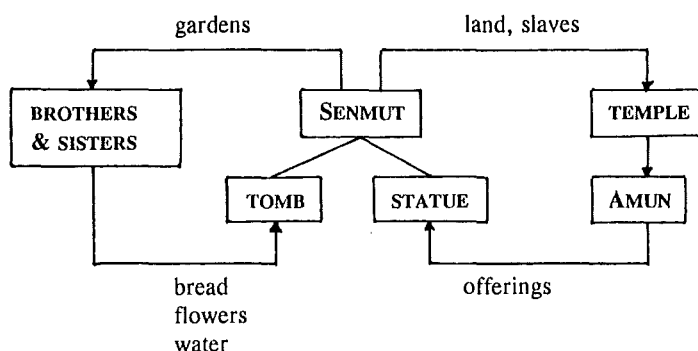 gardens
land, slaves
BROTHERS
& SISTERS
SENMUT
TEMPLE
TOMB
STATUE
AMUN
bread
flowers
water
offerings